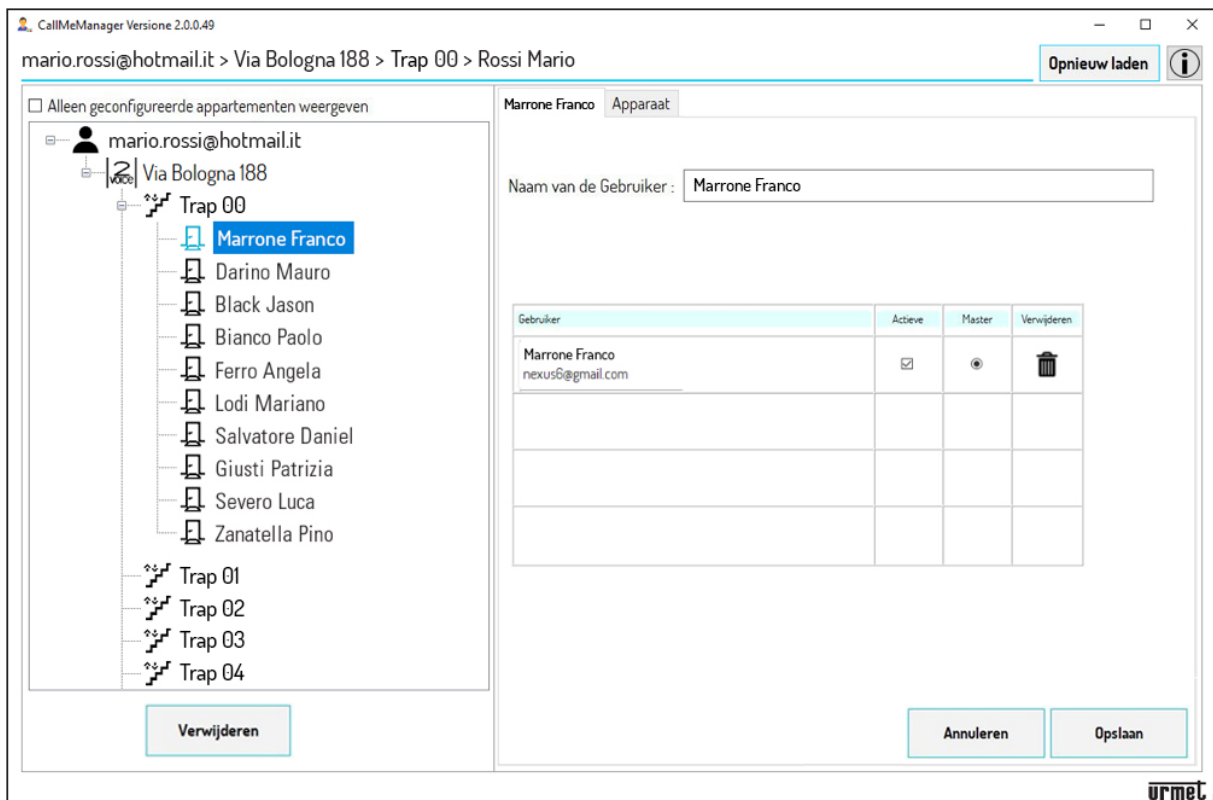 CallMeManager Versione 2.0.0.49
mario.rossi@hotmail.it > Via Bologna 188 > Trap 00 > Rossi Mario
Opnieuw laden
i
Alleen geconfigureerde appartementen weergeven
mario.rossi@hotmail.it
2 VOICE Via Bologna 188
Trap 00
Marrone Franco
Darino Mauro
Black Jason
Bianco Paolo
Ferro Angela
Lodi Mariano
Salvatore Daniel
Giusti Patrizia
Severo Luca
Zanatella Pino
Trap 01
Trap 02
Trap 03
Trap 04
Verwijderen
Marrone Franco Apparaat
Naam van de Gebruiker : Marrone Franco
Gebruiker Actieve Master Verwijderen
Marrone Franco
nexus6@gmail.com
Annuleren Opslaan
urmet